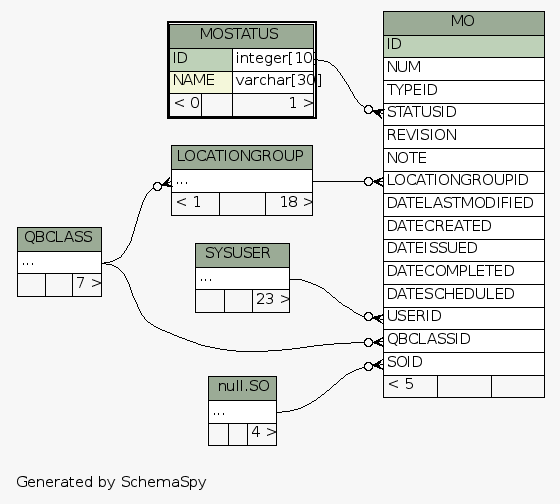 MOSTATUS
ID integer[10]
NAME varchar[30]
< 0 1 >
LOCATIONGROUP
...
< 1 18 >
QBCLASS
...
7 >
SYSUSER
...
23 >
null.SO
...
4 >
MO
ID
NUM
TYPEID
STATUSID
REVISION
NOTE
LOCATIONGROUPID
DATELASTMODIFIED
DATECREATED
DATEISSUED
DATECOMPLETED
DATESCHEDULED
USERID
QBCLASSID
SOID
< 5
Generated by SchemaSpy